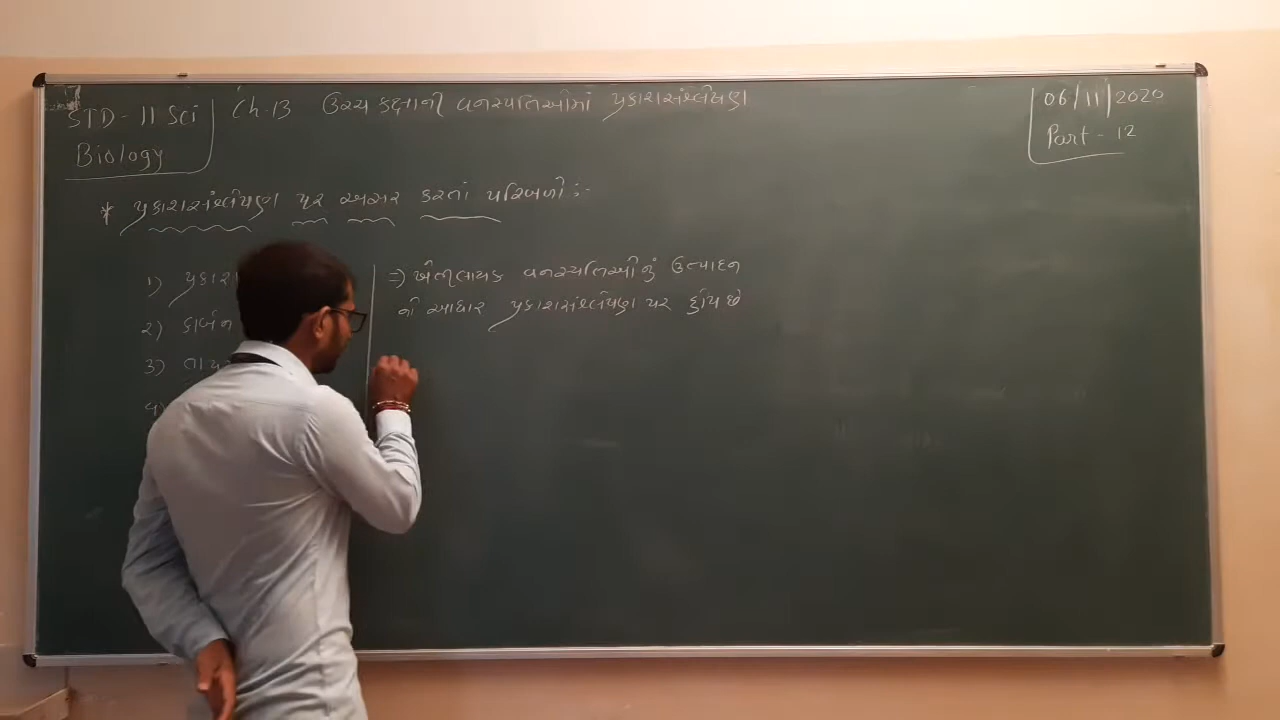 STD - 11 Sci
Biology
Ch-13 ઉચ્ચ કક્ષાની વનસ્પતિઓમાં પ્રકાશસંશ્લેષણ
06/11/2020
Part - 12
* પ્રકાશસંશ્લેષણ પર અસર કરતાં પરિબળો :-
1) પ્રકાશ
2) કાર્બન
3) તાપ
4)
=) ખેતીલાયક વનસ્પતિઓનું ઉત્પાદન
નો આધાર પ્રકાશસંશ્લેષણ પર હોય છે